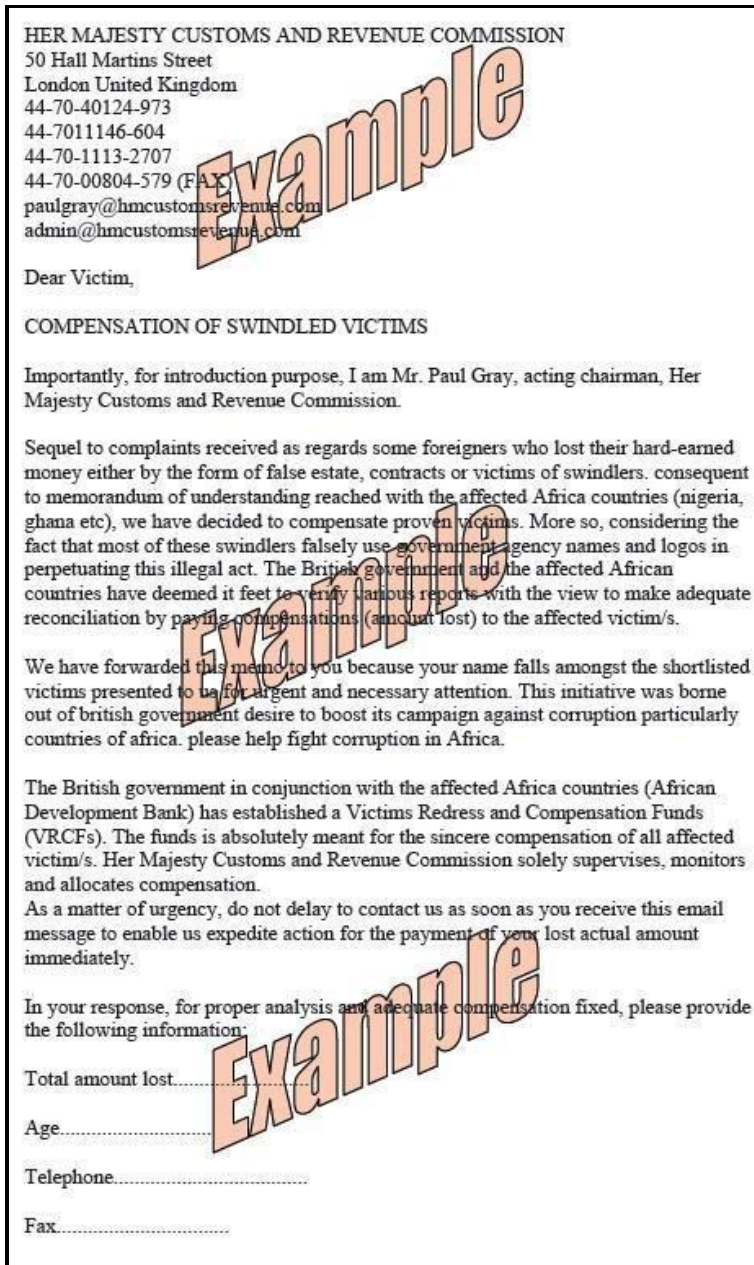 HER MAJESTY CUSTOMS AND REVENUE COMMISSION
50 Hall Martins Street
London United Kingdom
44-70-40124-973
44-7011146-604
44-70-1113-2707
44-70-00804-579 (FAX)
paulgray@hmcustomsrevenue.com
admin@hmcustomsrevenue.com
Example
Dear Victim,
COMPENSATION OF SWINDLED VICTIMS
Importantly, for introduction purpose, I am Mr. Paul Gray, acting chairman, Her
Majesty Customs and Revenue Commission.
Sequel to complaints received as regards some foreigners who lost their hard-earned
money either by the form of false estate, contracts or victims of swindlers. consequent
to memorandum of understanding reached with the affected Africa countries (nigeria,
ghana etc), we have decided to compensate proven victims. More so, considering the
fact that most of these swindlers falsely use government agency names and logos in
perpetuating this illegal act. The British government and the affected African
countries have deemed it feet to verify various reports with the view to make adequate
reconciliation by paying compensations (amount lost) to the affected victim/s.
Example
We have forwarded this memo to you because your name falls amongst the shortlisted
victims presented to us for urgent and necessary attention. This initiative was borne
out of british government desire to boost its campaign against corruption particularly
countries of africa. please help fight corruption in Africa.
The British government in conjunction with the affected Africa countries (African
Development Bank) has established a Victims Redress and Compensation Funds
(VRCFs). The funds is absolutely meant for the sincere compensation of all affected
victim/s. Her Majesty Customs and Revenue Commission solely supervises, monitors
and allocates compensation.
As a matter of urgency, do not delay to contact us as soon as you receive this email
message to enable us expedite action for the payment of your lost actual amount
immediately.
In your response, for proper analysis and adequate compensation fixed, please provide
the following information:
Example
Total amount lost..............................
Age..............................
Telephone...................................
Fax...............................